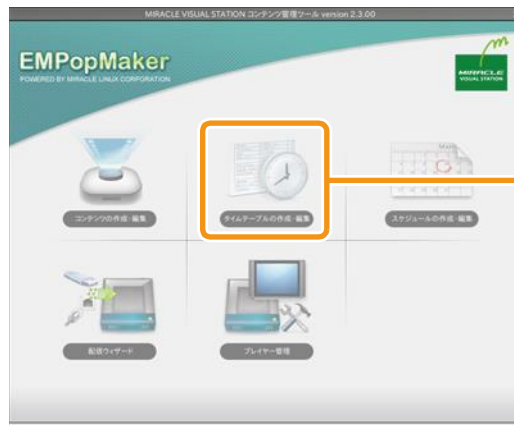 MIRACLE VISUAL STATION コンテンツ管理ツール version 2.3.00
EMPopMaker
POWERED BY MIRACLE LINUX CORPORATION
MIRACLE
VISUAL STATION
コンテンツの作成・編集
タイムテーブルの作成・編集
スケジュールの作成・編集
配信ウィザード
プレイヤー管理